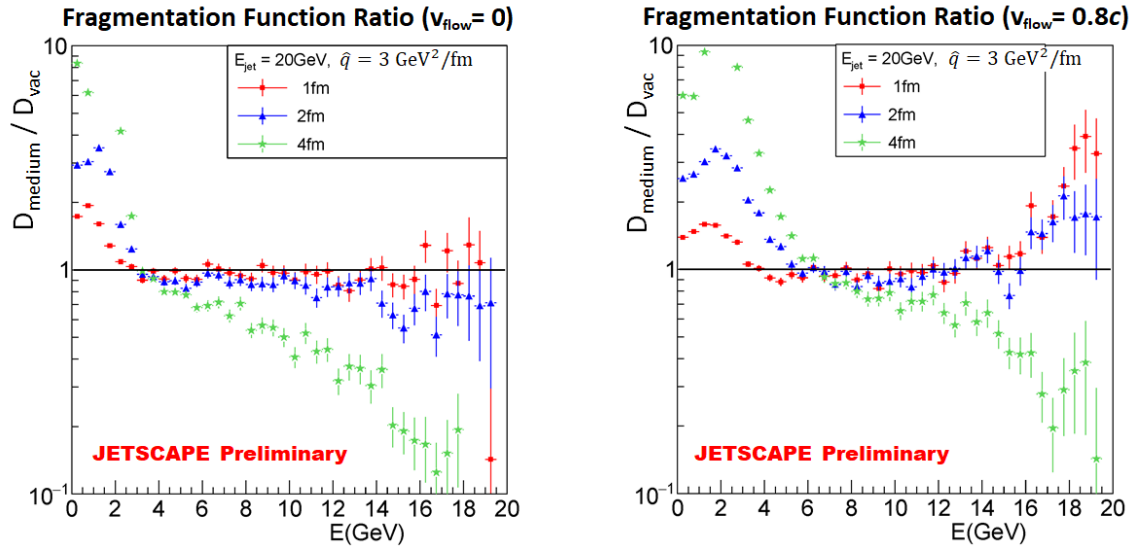 Fragmentation Function Ratio (v_flow= 0)
D_medium / D_vac
10
1
10⁻¹
E_jet = 20GeV, q̂ = 3 GeV²/fm
1fm
2fm
4fm
JETSCAPE Preliminary
0 2 4 6 8 10 12 14 16 18 20
E(GeV)
Fragmentation Function Ratio (v_flow= 0.8c)
D_medium / D_vac
10
1
10⁻¹
E_jet = 20GeV, q̂ = 3 GeV²/fm
1fm
2fm
4fm
JETSCAPE Preliminary
0 2 4 6 8 10 12 14 16 18 20
E(GeV)